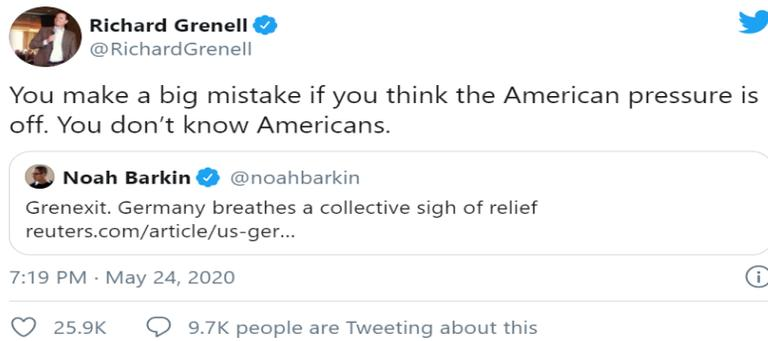 Richard Grenell
@RichardGrenell
You make a big mistake if you think the American pressure is
off. You don’t know Americans.
Noah Barkin @noahbarkin
Grenexit. Germany breathes a collective sigh of relief
reuters.com/article/us-ger...
7:19 PM · May 24, 2020
25.9K 9.7K people are Tweeting about this